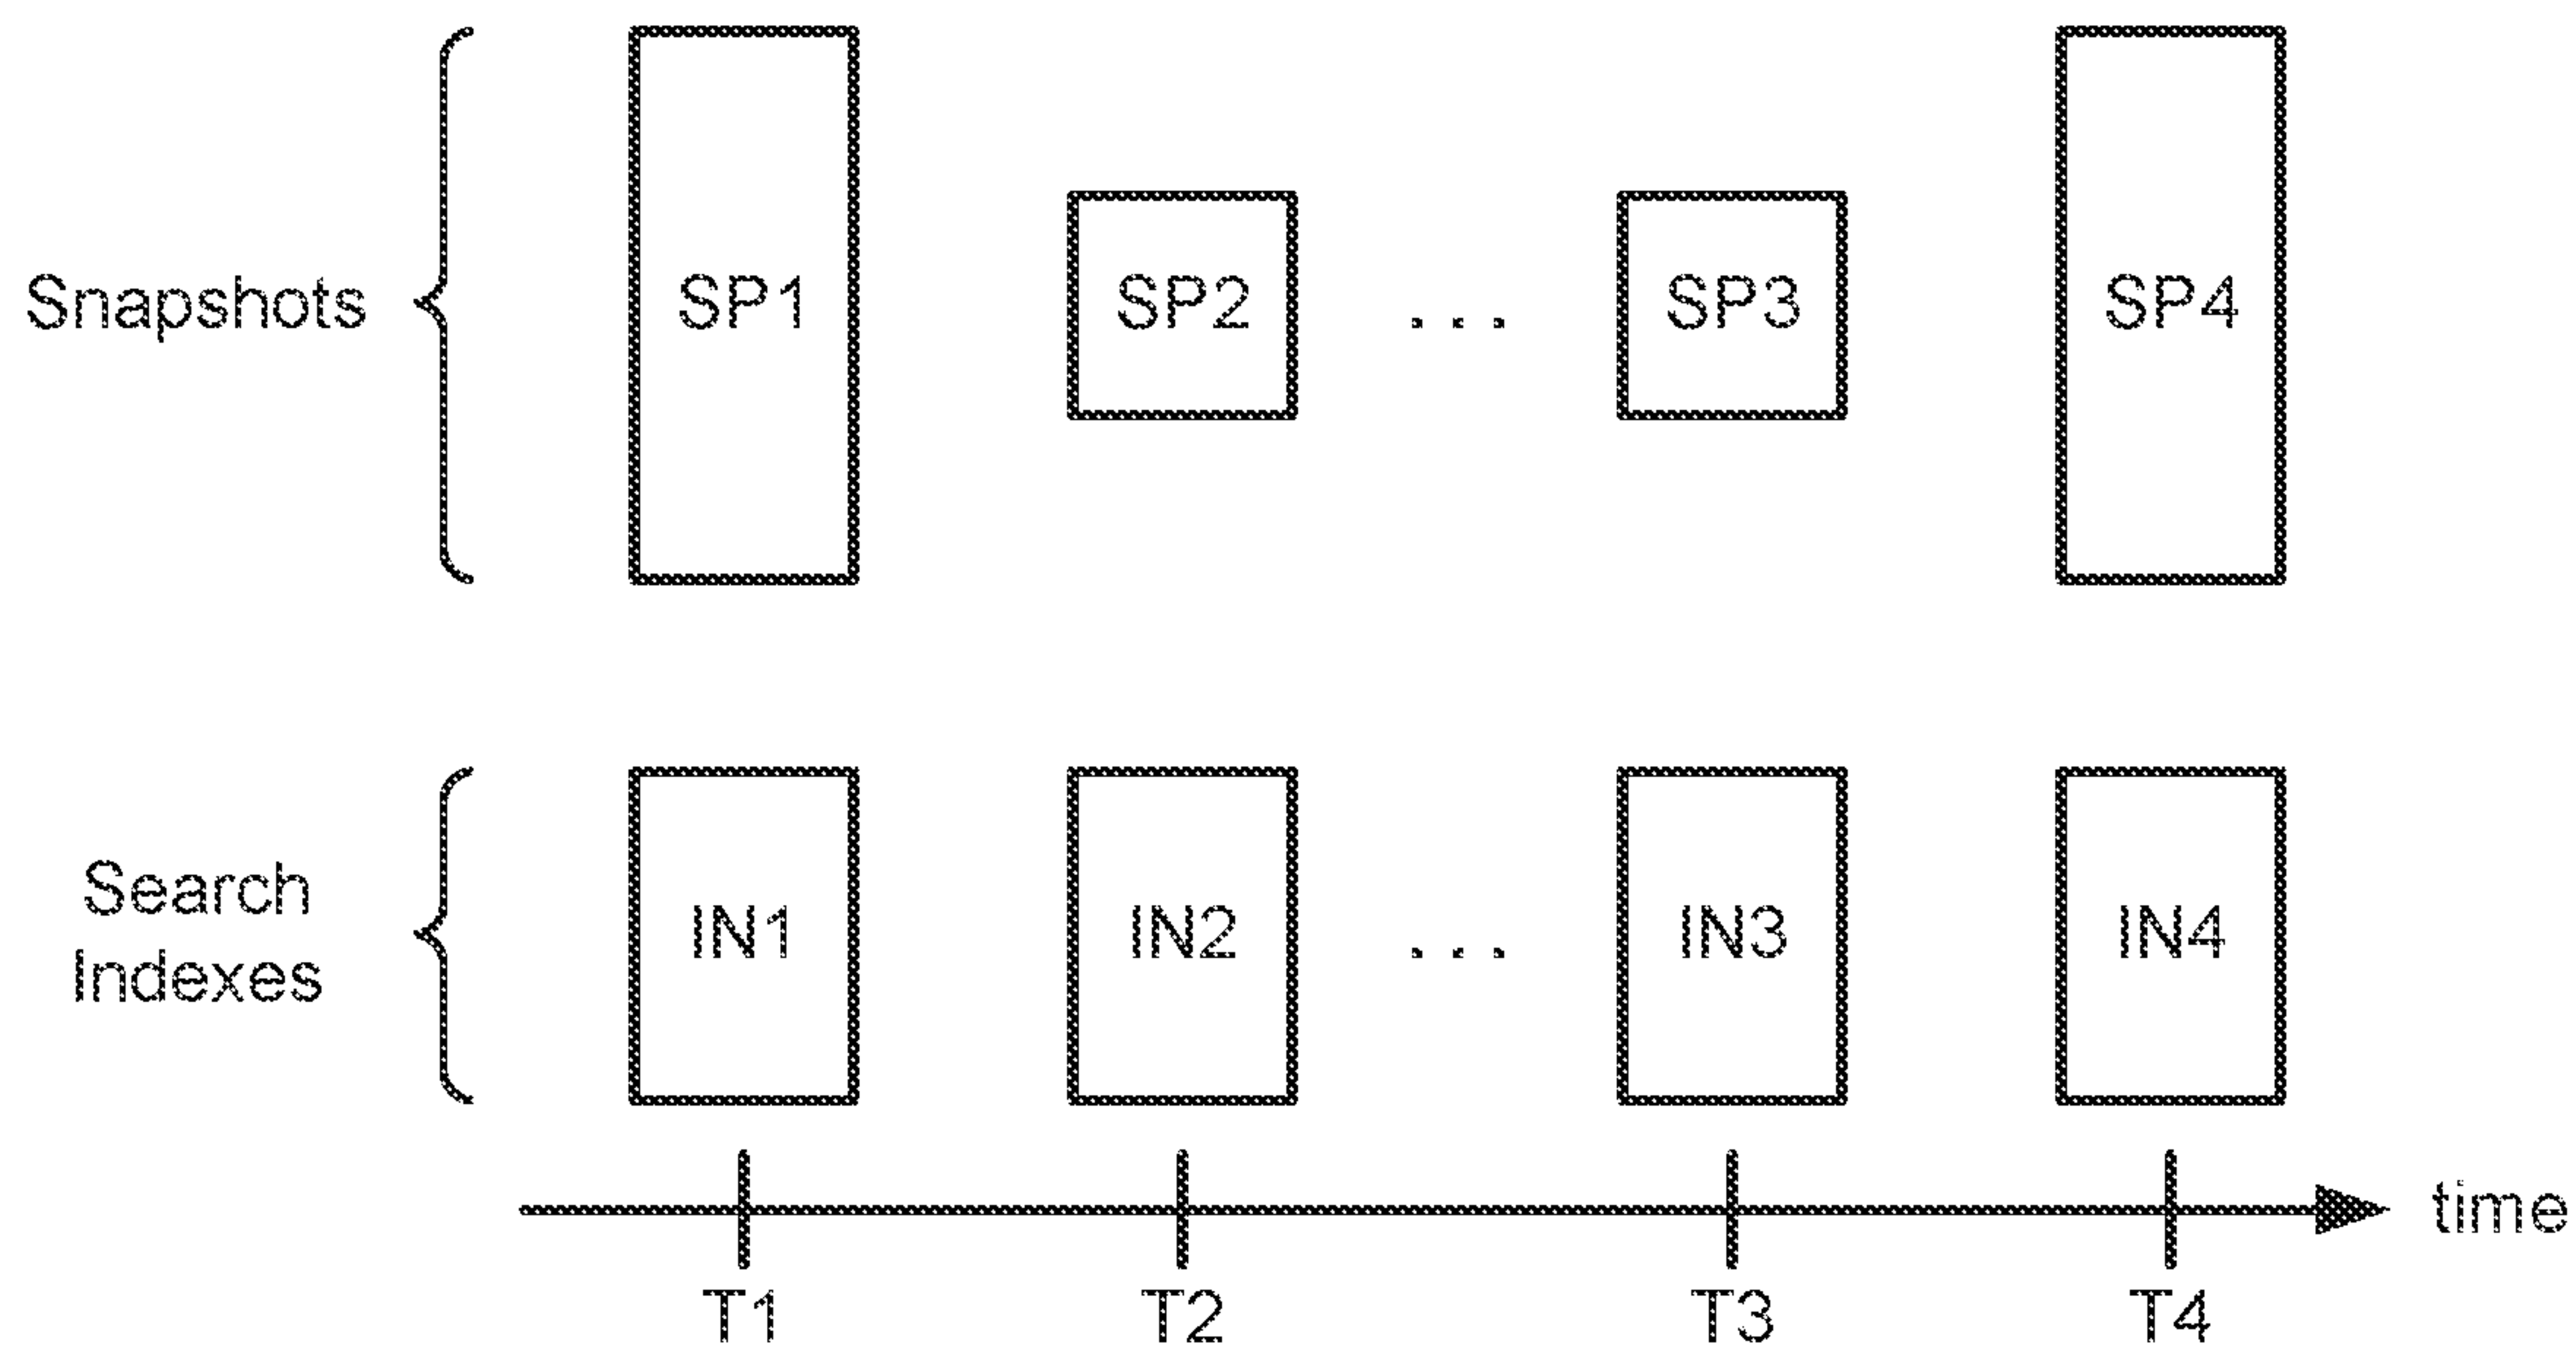 Snapshots
SP1
SP2
...
SP3
SP4
Search
Indexes
IN1
IN2
...
IN3
IN4
time
T1
T2
T3
T4